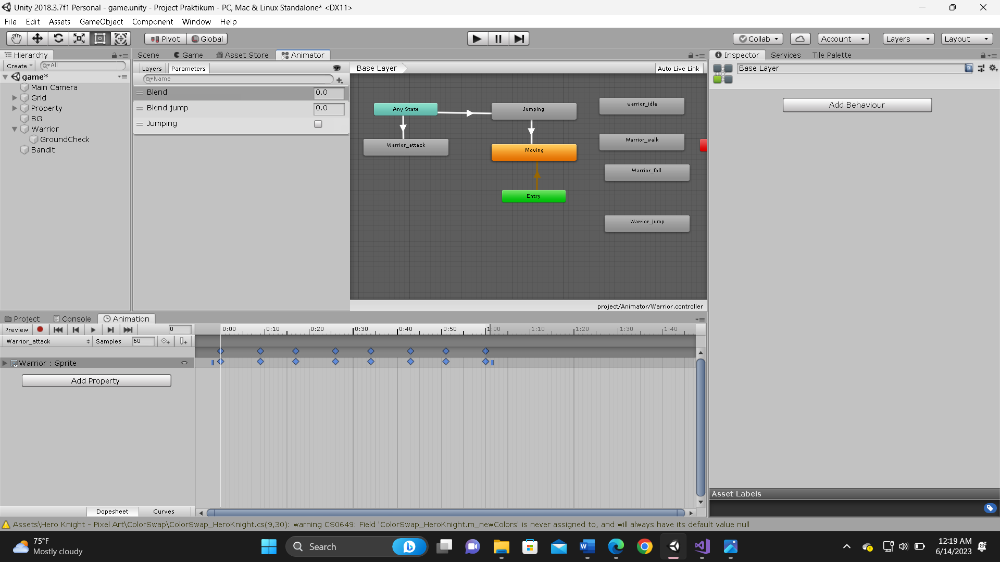 Unity 2018.3.7f1 Personal - game.unity - Project Praktikum - PC, Mac & Linux Standalone* <DX11>
File Edit Assets GameObject Component Window Help
Pivot Global Collab Account Layers Layout
Hierarchy
Create All
game*
Main Camera
Grid
Property
BG
Warrior
GroundCheck
Bandit
Scene Game Asset Store Animator
Layers Parameters
Name
Blend 0.0
Blend jump 0.0
Jumping
Base Layer Auto Live Link
Any State
Jumping
warrior_idle
Warrior_attack
Moving
Warrior_walk
Warrior_fall
Entry
Warrior_jump
project/Animator/Warrior.controller
Inspector Services Tile Palette
Base Layer
Add Behaviour
Asset Labels
Project Console Animation
Preview 0
0:00 0:10 0:20 0:30 0:40 0:50 1:00 1:10 1:20 1:30 1:40
Warrior_attack Samples 60
Warrior : Sprite
Add Property
Dopesheet Curves
Assets\Hero Knight - Pixel Art\ColorSwap\ColorSwap_HeroKnight.cs(9,30): warning CS0649: Field 'ColorSwap_HeroKnight.m_newColors' is never assigned to, and will always have its default value null
75°F
Mostly cloudy
Search
12:19 AM
6/14/2023